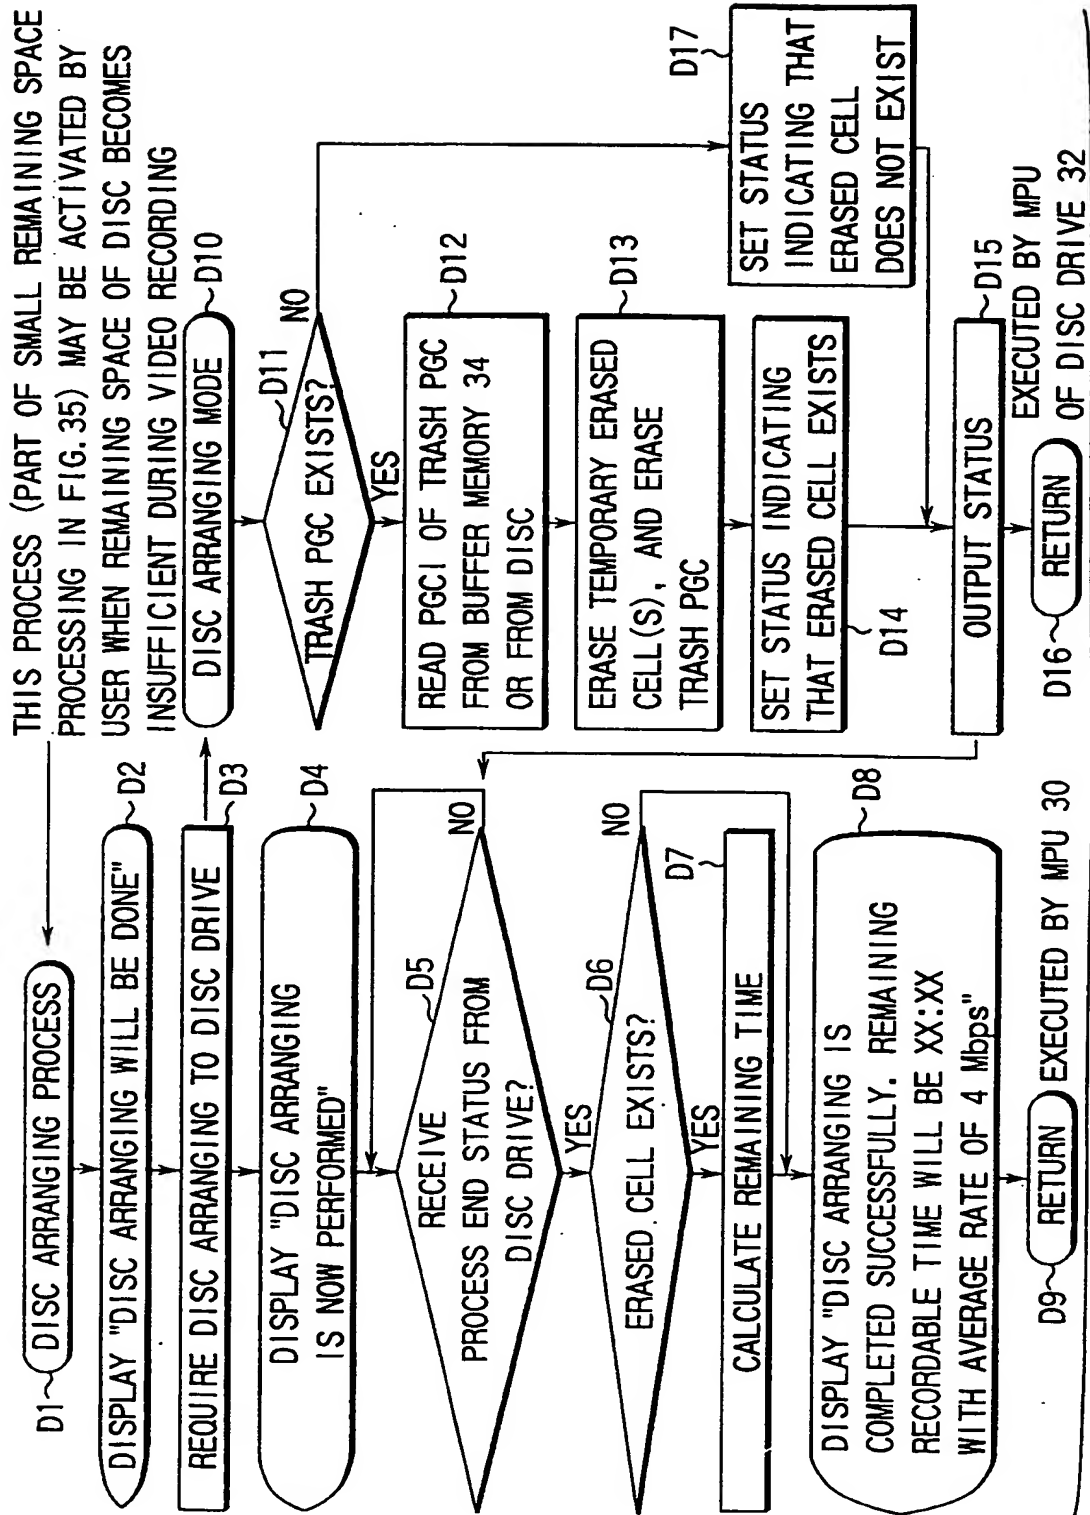 THIS PROCESS (PART OF SMALL REMAINING SPACE
PROCESSING IN FIG.35) MAY BE ACTIVATED BY
USER WHEN REMAINING SPACE OF DISC BECOMES
INSUFFICIENT DURING VIDEO RECORDING
D1
DISC ARRANGING PROCESS
D2
DISPLAY "DISC ARRANGING WILL BE DONE"
D3
REQUIRE DISC ARRANGING TO DISC DRIVE
D4
DISPLAY "DISC ARRANGING
IS NOW PERFORMED"
D5
RECEIVE
PROCESS END STATUS FROM
DISC DRIVE?
NO
YES
D6
ERASED CELL EXISTS?
NO
YES
D7
CALCULATE REMAINING TIME
D8
DISPLAY "DISC ARRANGING IS
COMPLETED SUCCESSFULLY. REMAINING
RECORDABLE TIME WILL BE XX:XX
WITH AVERAGE RATE OF 4 Mbps"
D9
RETURN
EXECUTED BY MPU 30
D10
DISC ARRANGING MODE
D11
TRASH PGC EXISTS?
NO
YES
D12
READ PGCI OF TRASH PGC
FROM BUFFER MEMORY 34
OR FROM DISC
D13
ERASE TEMPORARY ERASED
CELL(S), AND ERASE
TRASH PGC
SET STATUS INDICATING
THAT ERASED CELL EXISTS
D14
D17
SET STATUS
INDICATING THAT
ERASED CELL
DOES NOT EXIST
D15
OUTPUT STATUS
D16
RETURN
EXECUTED BY MPU
OF DISC DRIVE 32